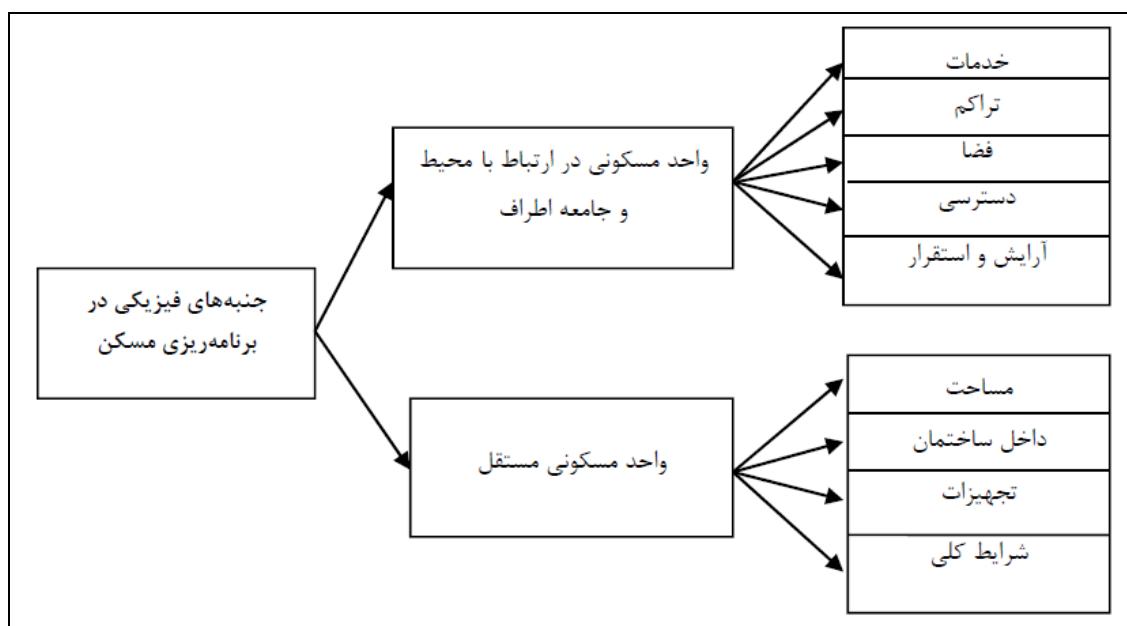 جنبه‌های فیزیکی در
برنامه‌ریزی مسکن
واحد مسکونی در ارتباط با محیط
و جامعه اطراف
خدمات
تراکم
فضا
دسترسی
آرایش و استقرار
واحد مسکونی مستقل
مساحت
داخل ساختمان
تجهیزات
شرایط کلی